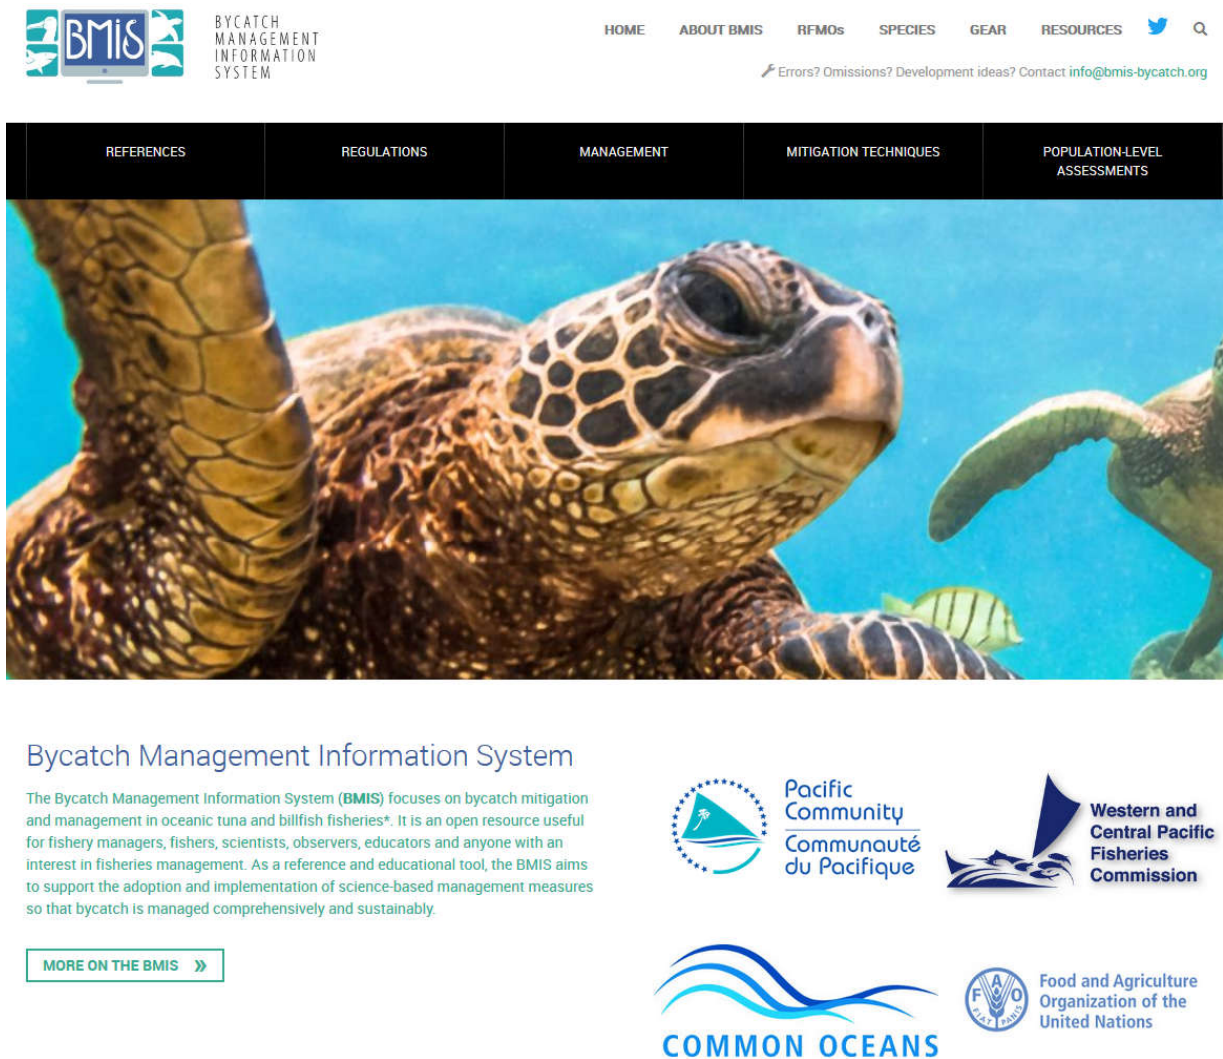 BMiS
BYCATCH
MANAGEMENT
INFORMATION
SYSTEM
HOME ABOUT BMIS RFMOs SPECIES GEAR RESOURCES
Errors? Omissions? Development ideas? Contact info@bmis-bycatch.org
REFERENCES REGULATIONS MANAGEMENT MITIGATION TECHNIQUES POPULATION-LEVEL
ASSESSMENTS
Bycatch Management Information System
The Bycatch Management Information System (BMIS) focuses on bycatch mitigation
and management in oceanic tuna and billfish fisheries*. It is an open resource useful
for fishery managers, fishers, scientists, observers, educators and anyone with an
interest in fisheries management. As a reference and educational tool, the BMIS aims
to support the adoption and implementation of science-based management measures
so that bycatch is managed comprehensively and sustainably.
MORE ON THE BMIS »
Pacific
Community
Communauté
du Pacifique
Western and
Central Pacific
Fisheries
Commission
COMMON OCEANS
F A O
FIAT PANIS
Food and Agriculture
Organization of the
United Nations